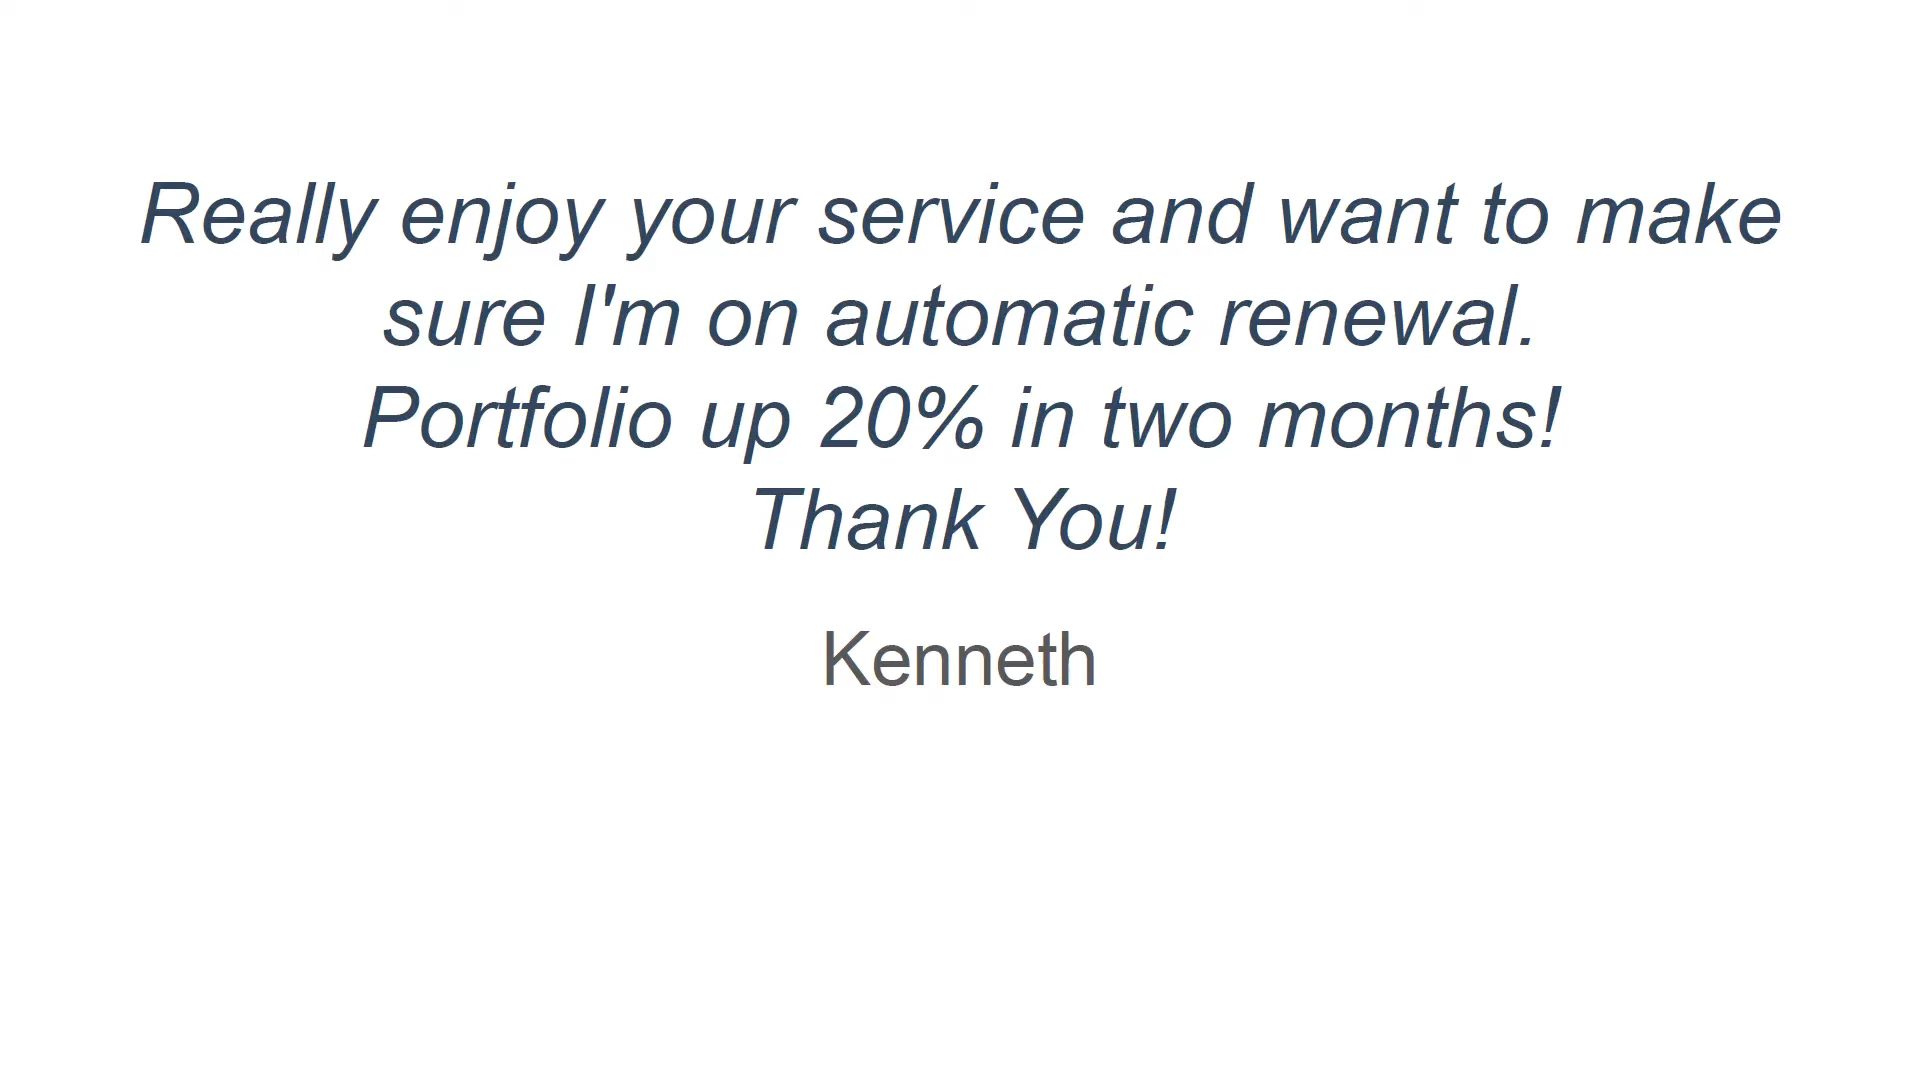 Really enjoy your service and want to make
sure I'm on automatic renewal.
Portfolio up 20% in two months!
Thank You!
Kenneth